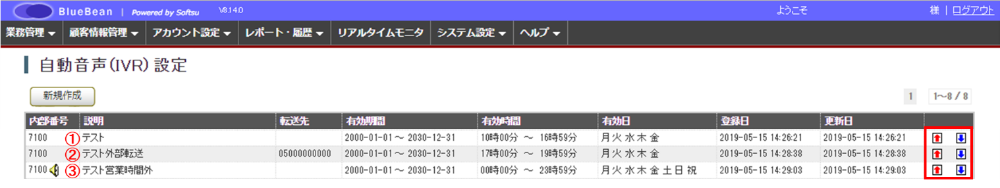 BlueBean | Powered by Softsu V8.14.0 ようこそ 様 | ログアウト
業務管理 ▼ 顧客情報管理 ▼ アカウント設定 ▼ レポート・履歴 ▼ リアルタイムモニタ システム設定 ▼ ヘルプ ▼
自動音声(IVR)設定
新規作成 1 1~8 / 8
内部番号 説明 転送先 有効期間 有効時間 有効日 登録日 更新日
7100 ①テスト 2000-01-01 ~ 2030-12-31 10時00分 ~ 16時59分 月 火 水 木 金 2019-05-15 14:26:21 2019-05-15 14:26:21
7100 ②テスト外部転送 05000000000 2000-01-01 ~ 2030-12-31 17時00分 ~ 19時59分 月 火 水 木 金 2019-05-15 14:28:38 2019-05-15 14:28:38
7100 ③テスト営業時間外 2000-01-01 ~ 2030-12-31 00時00分 ~ 23時59分 月 火 水 木 金 土 日 祝 2019-05-15 14:29:03 2019-05-15 14:29:03